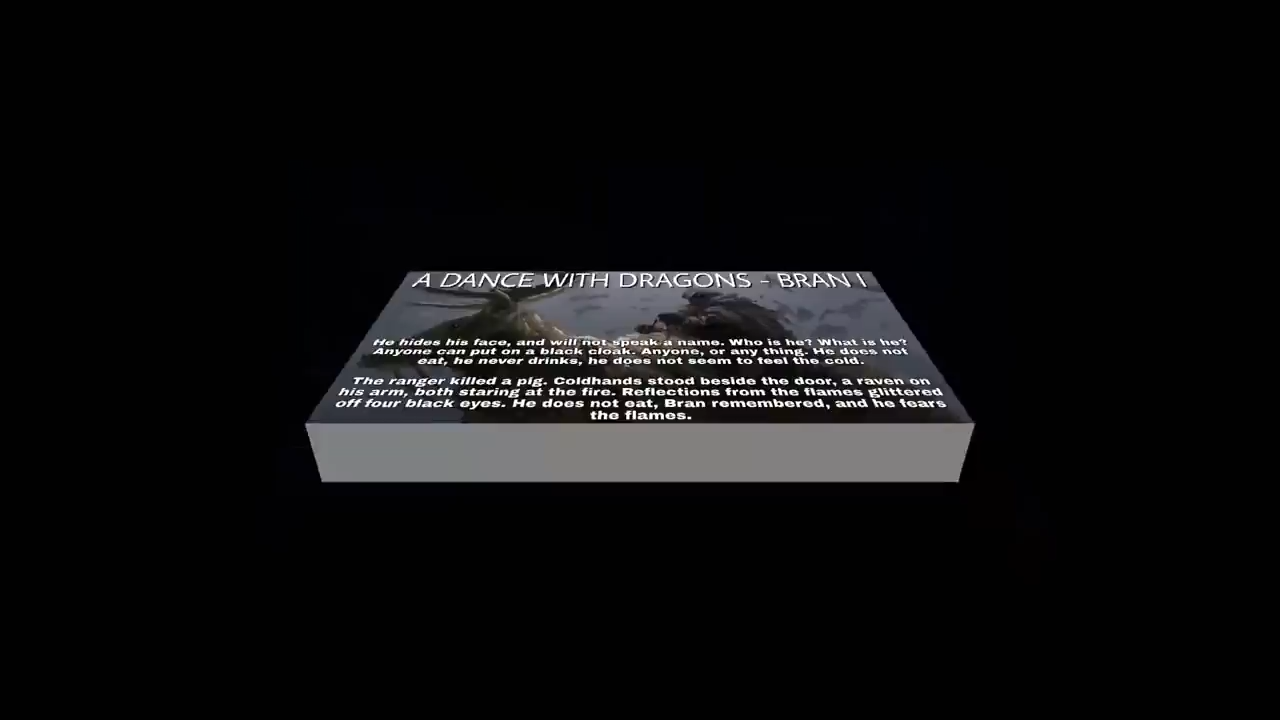 A DANCE WITH DRAGONS - BRAN I
He hides his face, and will not speak a name. Who is he? What is he?
Anyone can put on a black cloak. Anyone, or any thing. He does not
eat, he never drinks, he does not seem to feel the cold.
The ranger killed a pig. Coldhands stood beside the door, a raven on
his arm, both staring at the fire. Reflections from the flames glittered
off four black eyes. He does not eat, Bran remembered, and he fears
the flames.